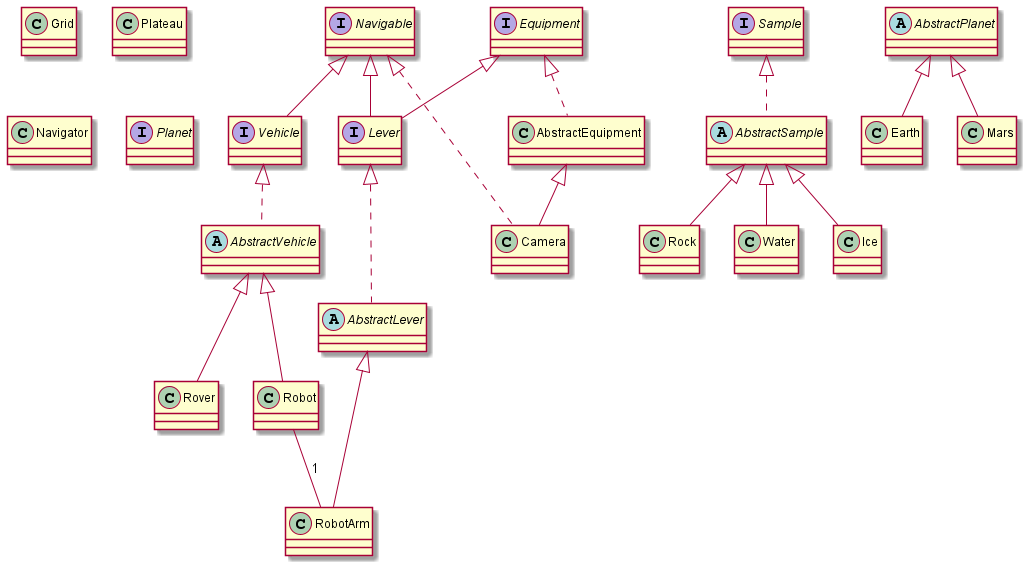 C Grid
C Plateau
I Navigable
I Equipment
I Sample
A AbstractPlanet
C Navigator
I Planet
I Vehicle
I Lever
C AbstractEquipment
A AbstractSample
C Earth
C Mars
A AbstractVehicle
C Camera
C Rock
C Water
C Ice
A AbstractLever
C Rover
C Robot
1
C RobotArm